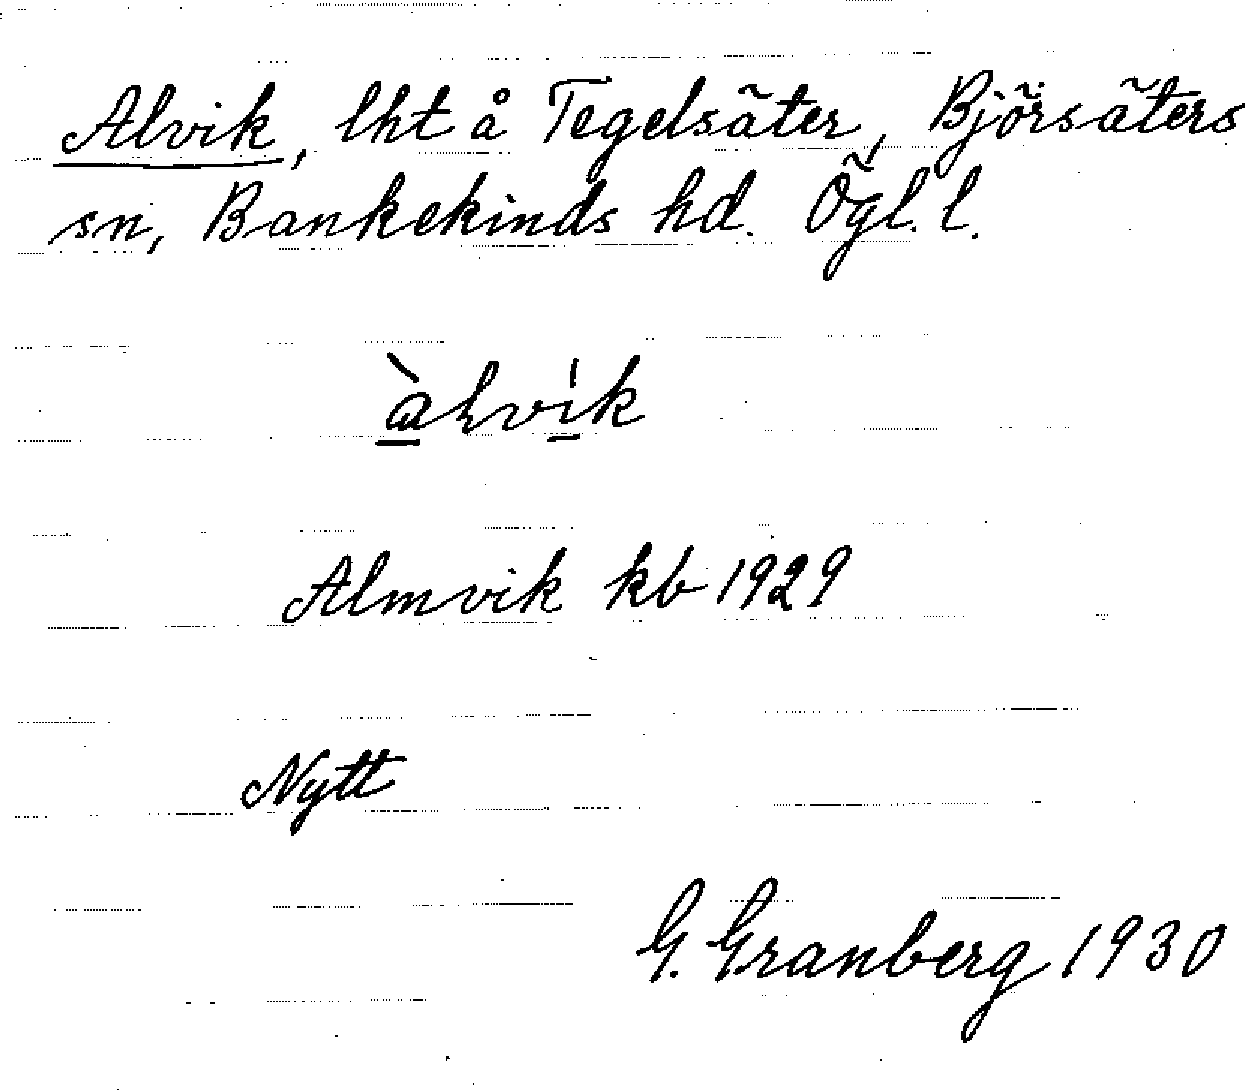 Alvik, lht å Tegelsäter, Björsäters
sn, Bankekinds hd. Ögl. l.
àlvik
Almvik kb 1929
Nytt
G. Granberg 1930